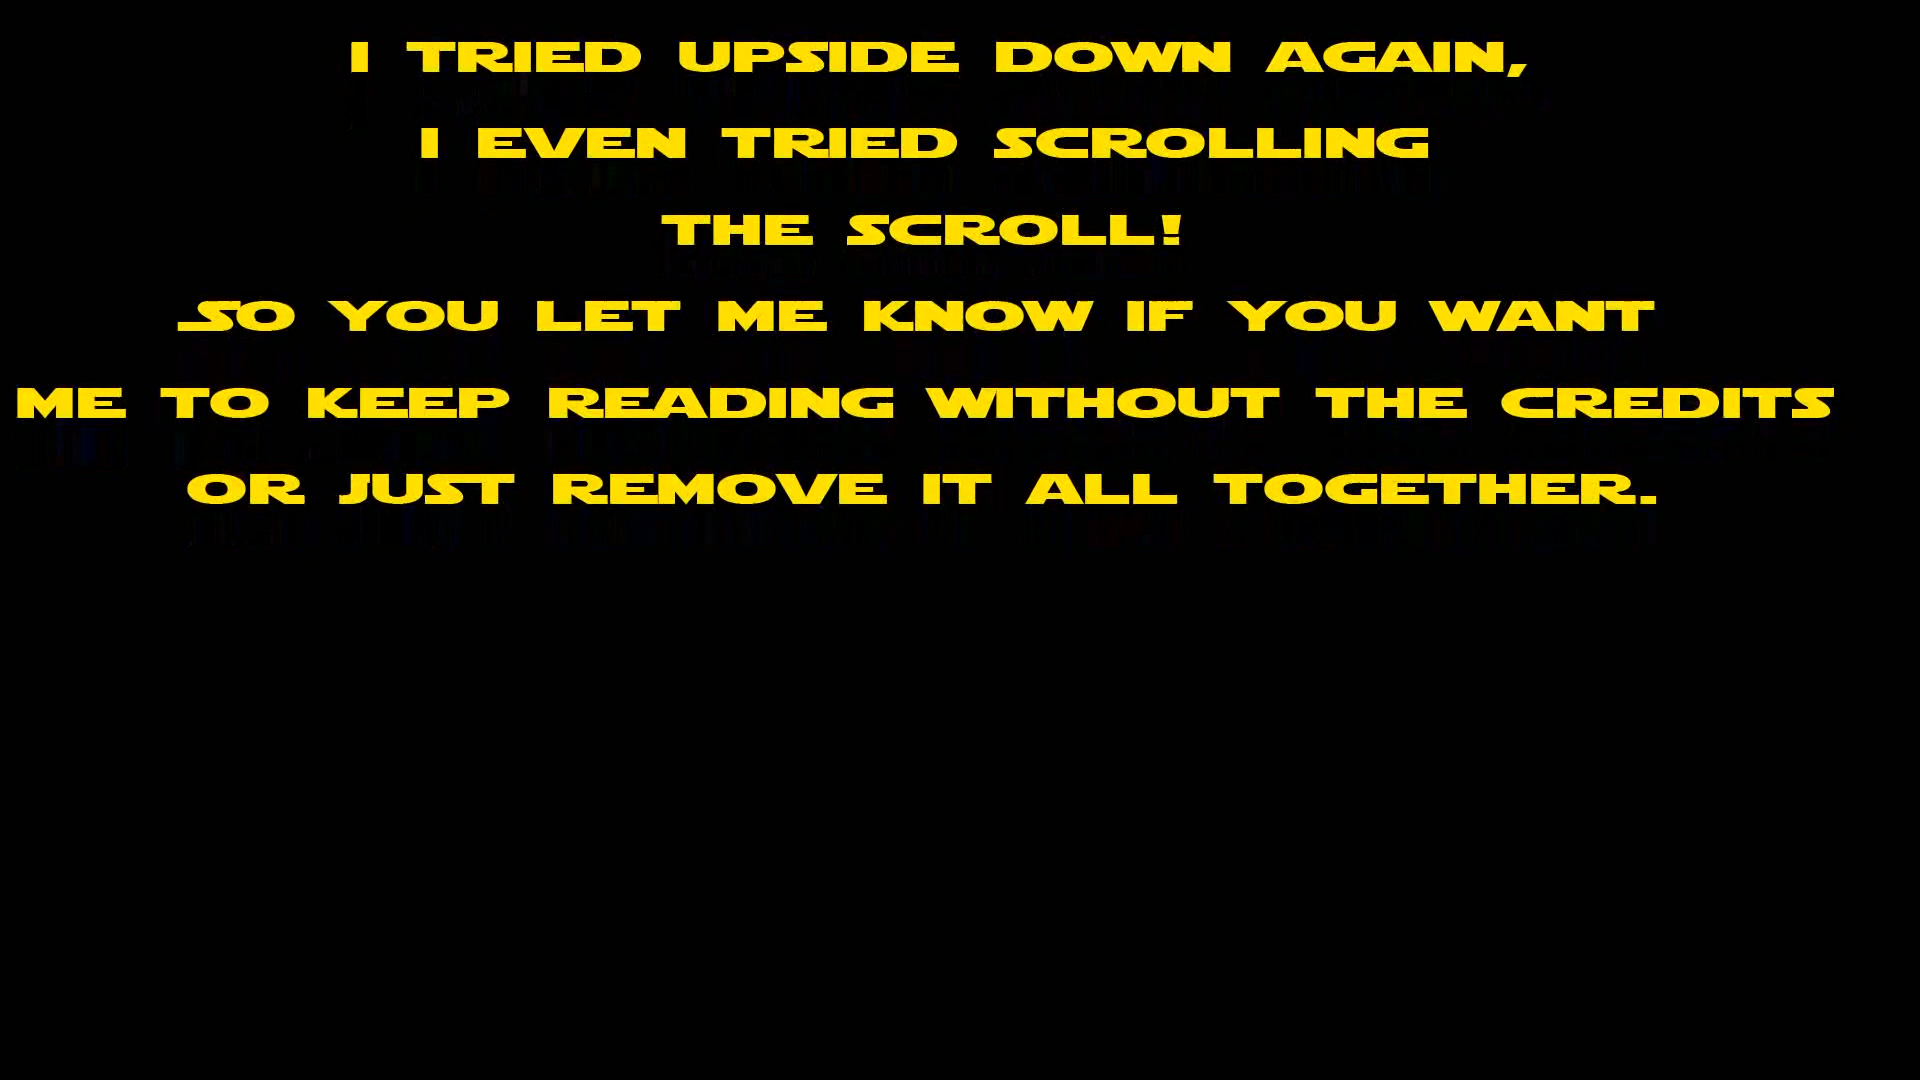 I TRIED UPSIDE DOWN AGAIN,
I EVEN TRIED SCROLLING
THE SCROLL!
SO YOU LET ME KNOW IF YOU WANT
ME TO KEEP READING WITHOUT THE CREDITS
OR JUST REMOVE IT ALL TOGETHER.